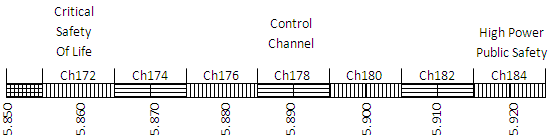 Critical
Safety
Of Life
Control
Channel
High Power
Public Safety
Ch172 Ch174 Ch176 Ch178 Ch180 Ch182 Ch184
5.850 5.860 5.870 5.880 5.890 5.900 5.910 5.920